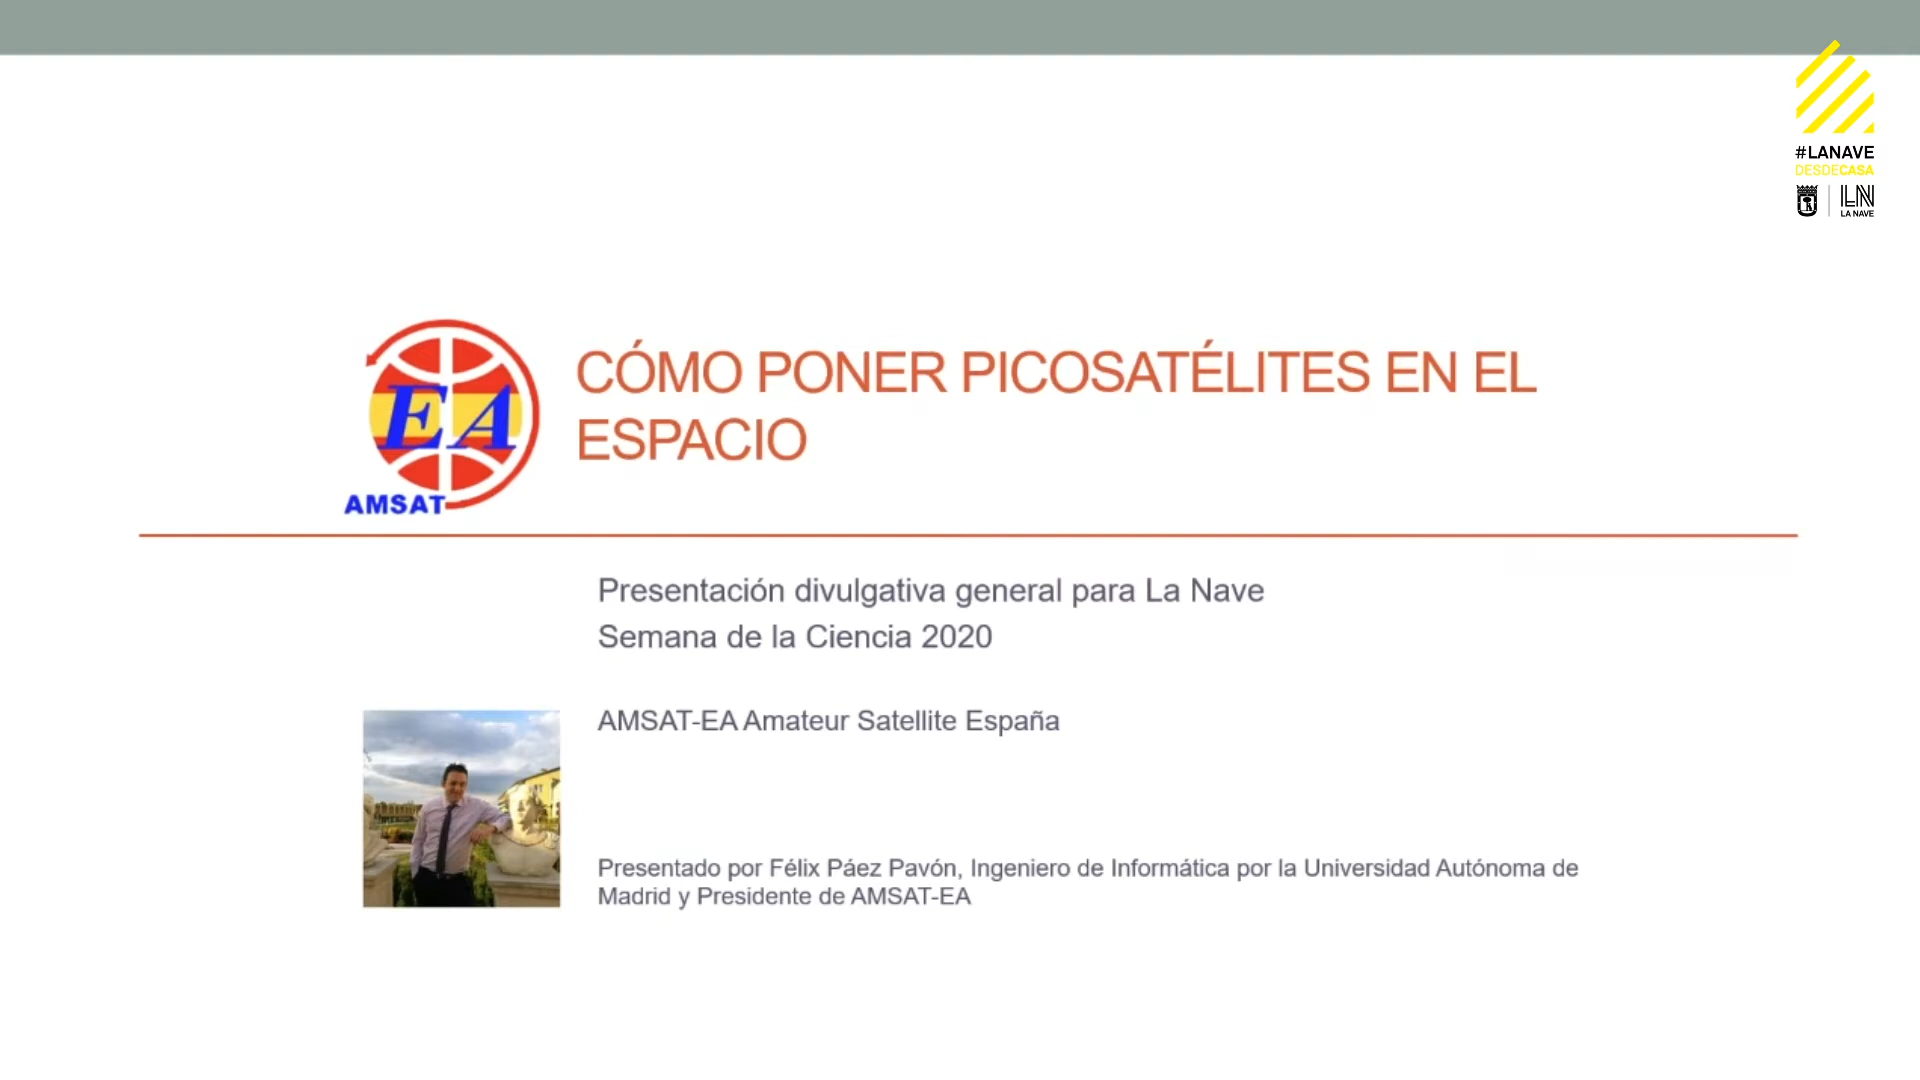 #LANAVE
DESDECASA
LN
LA NAVE
EA
AMSAT
CÓMO PONER PICOSATÉLITES EN EL
ESPACIO
Presentación divulgativa general para La Nave
Semana de la Ciencia 2020
AMSAT-EA Amateur Satellite España
Presentado por Félix Páez Pavón, Ingeniero de Informática por la Universidad Autónoma de
Madrid y Presidente de AMSAT-EA